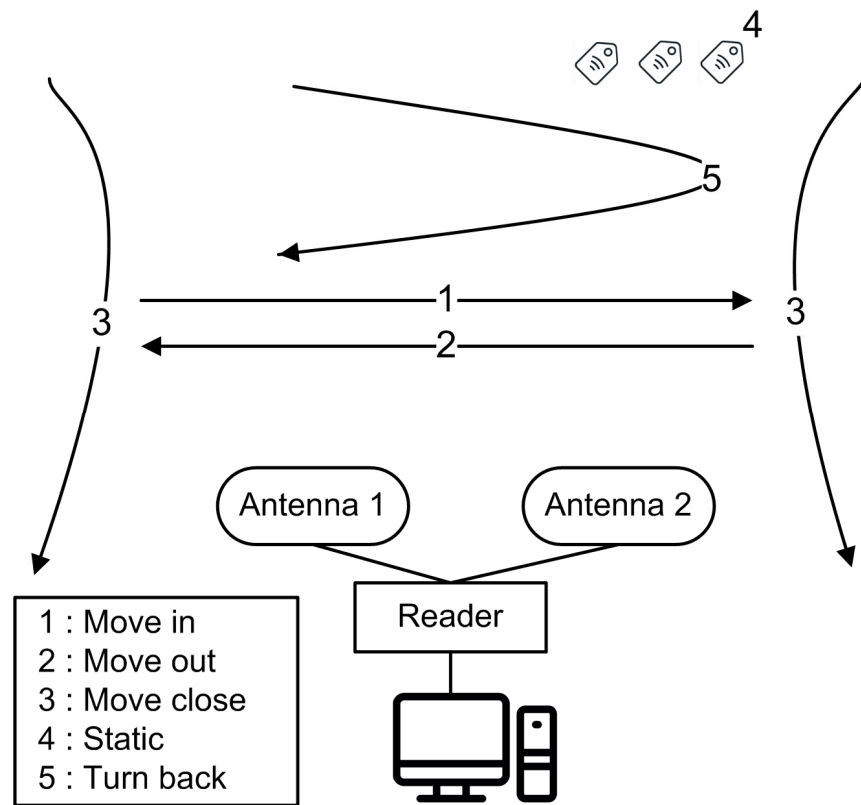 4
5
1
3
3
2
Antenna 1
Antenna 2
Reader
1 : Move in
2 : Move out
3 : Move close
4 : Static
5 : Turn back